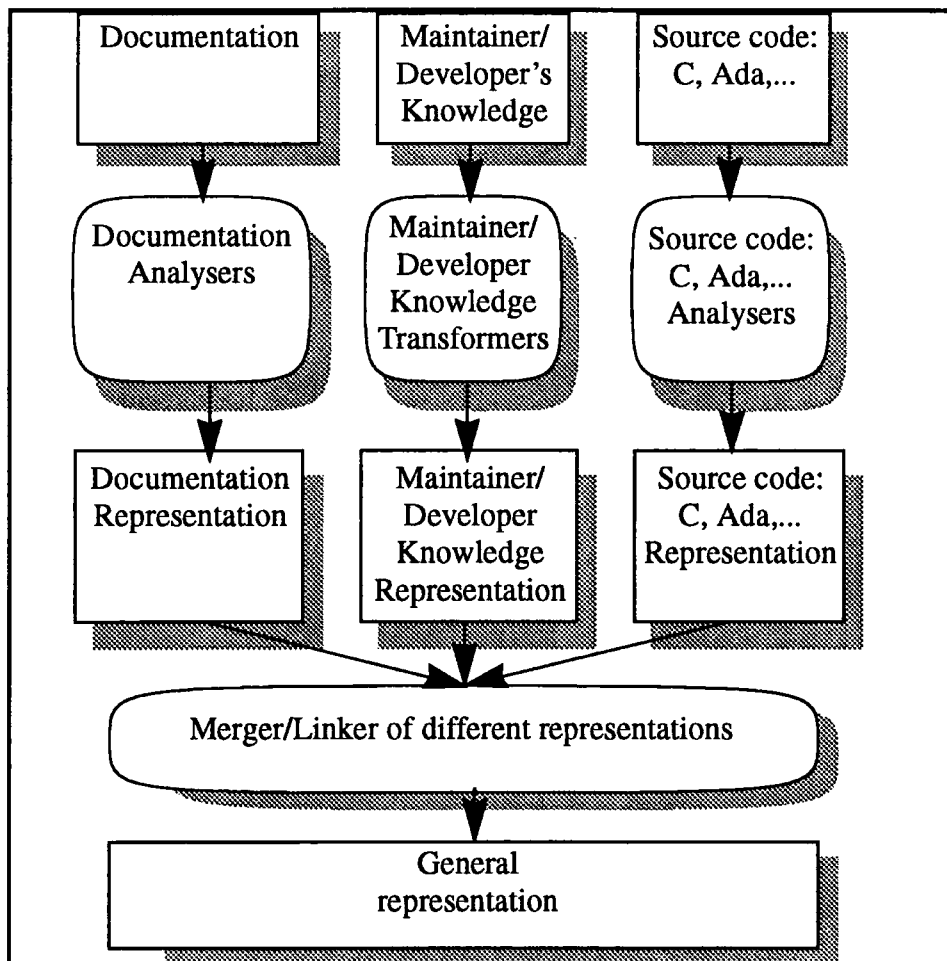 Documentation
Maintainer/
Developer's
Knowledge
Source code:
C, Ada,...
Documentation
Analysers
Maintainer/
Developer
Knowledge
Transformers
Source code:
C, Ada,...
Analysers
Documentation
Representation
Maintainer/
Developer
Knowledge
Representation
Source code:
C, Ada,...
Representation
Merger/Linker of different representations
General
representation